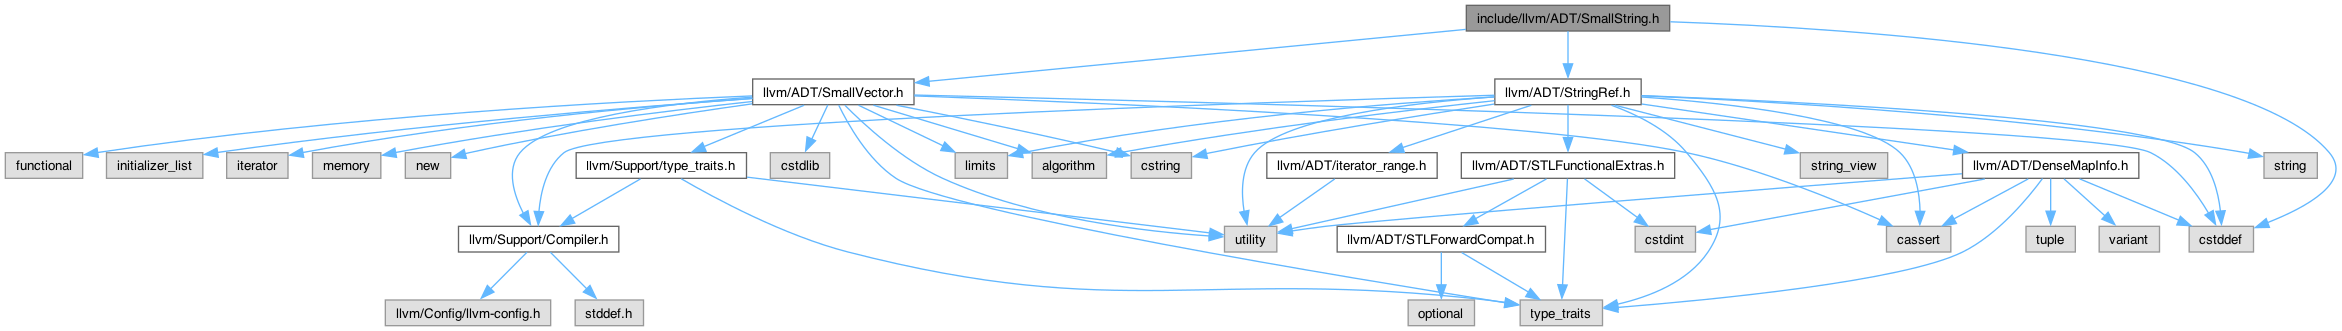 include/llvm/ADT/SmallString.h
llvm/ADT/SmallVector.h
llvm/ADT/StringRef.h
functional
initializer_list
iterator
memory
new
llvm/Support/type_traits.h
cstdlib
limits
algorithm
cstring
llvm/ADT/iterator_range.h
llvm/ADT/STLFunctionalExtras.h
string_view
llvm/ADT/DenseMapInfo.h
string
llvm/Support/Compiler.h
utility
llvm/ADT/STLForwardCompat.h
cstdint
cassert
tuple
variant
cstddef
llvm/Config/llvm-config.h
stddef.h
optional
type_traits